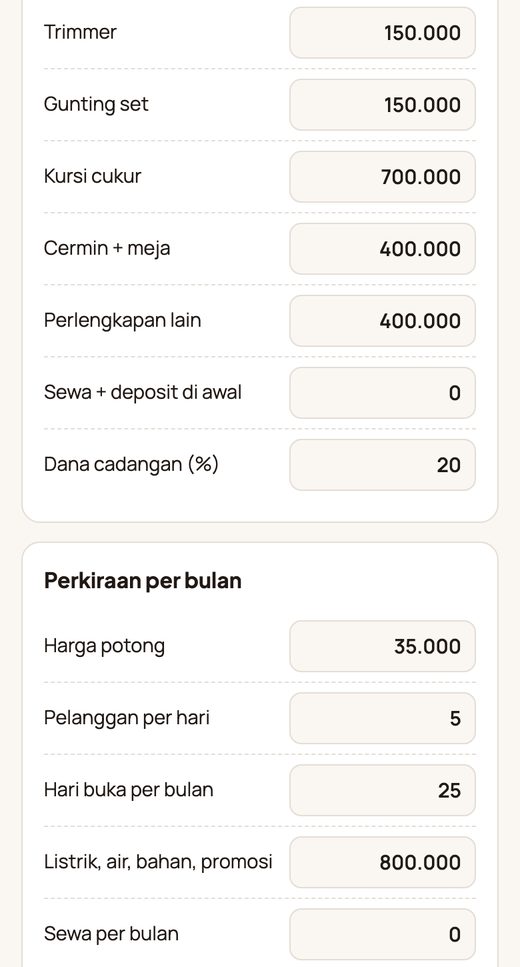 Trimmer 150.000
Gunting set 150.000
Kursi cukur 700.000
Cermin + meja 400.000
Perlengkapan lain 400.000
Sewa + deposit di awal 0
Dana cadangan (%) 20
Perkiraan per bulan
Harga potong 35.000
Pelanggan per hari 5
Hari buka per bulan 25
Listrik, air, bahan, promosi 800.000
Sewa per bulan 0